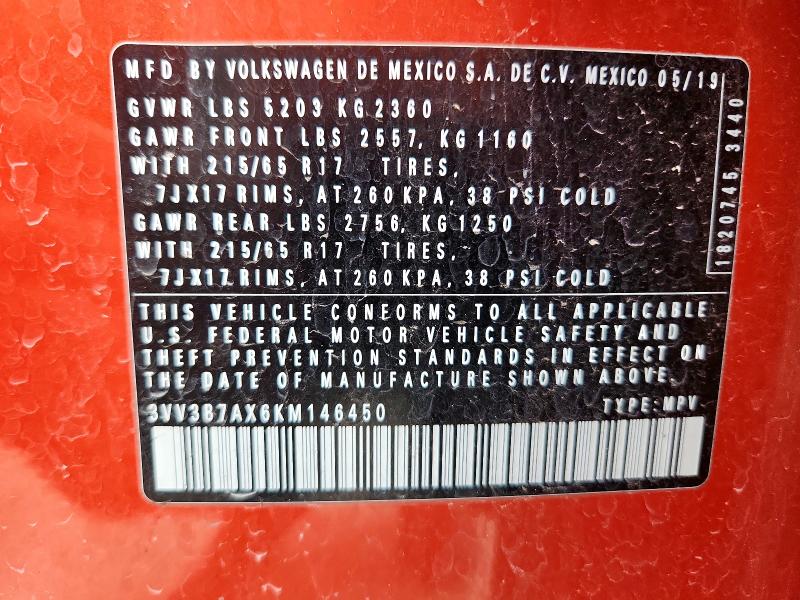 MFD BY VOLKSWAGEN DE MEXICO S.A. DE C.V. MEXICO 05/19
GVWR LBS 5203 KG 2360
GAWR FRONT LBS 2557, KG 1160
WITH 215/65 R17 TIRES,
7JX17 RIMS, AT 260 KPA, 38 PSI COLD
GAWR REAR LBS 2756, KG 1250
WITH 215/65 R17 TIRES,
7JX17 RIMS, AT 260 KPA, 38 PSI COLD
1820745 3440
THIS VEHICLE CONFORMS TO ALL APPLICABLE
U.S. FEDERAL MOTOR VEHICLE SAFETY AND
THEFT PREVENTION STANDARDS IN EFFECT ON
THE DATE OF MANUFACTURE SHOWN ABOVE.
3VV3B7AX6KM146450 TYPE: MPV